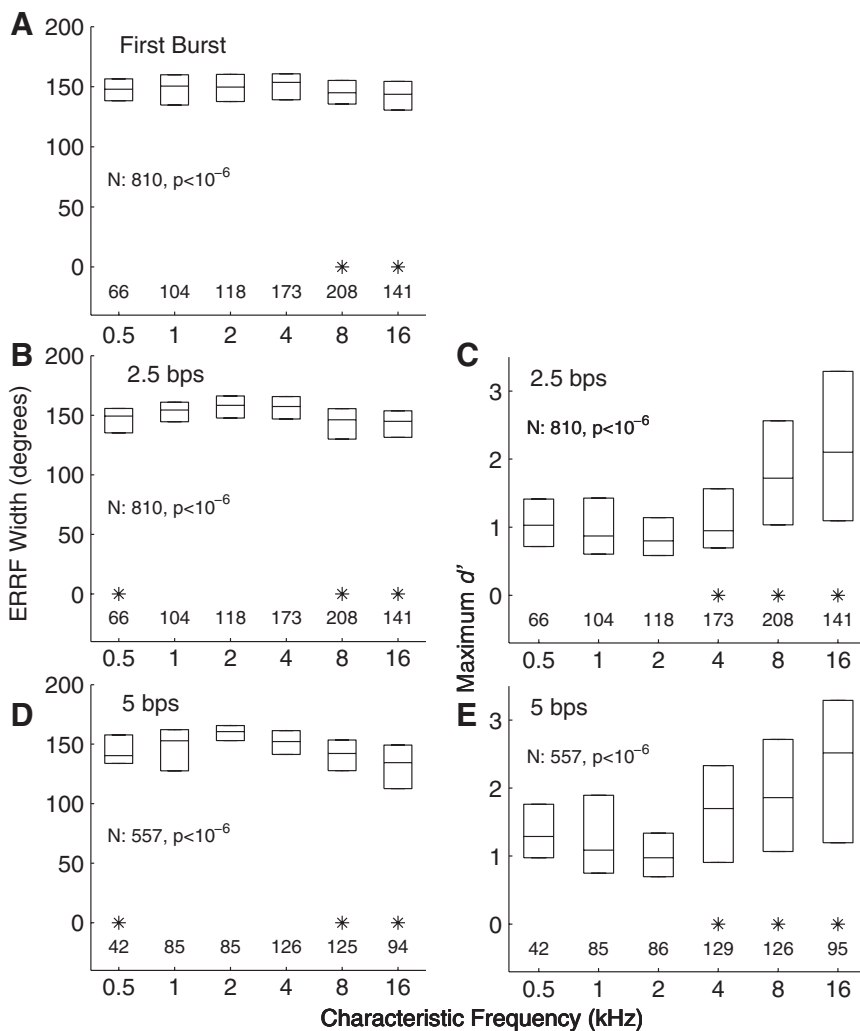 A
First Burst
200
150
100
50
0
N: 810, p<10⁻⁶
* *
66 104 118 173 208 141
0.5 1 2 4 8 16
B
2.5 bps
200
150
100
50
0
N: 810, p<10⁻⁶
* * *
66 104 118 173 208 141
0.5 1 2 4 8 16
ERRF Width (degrees)
C
2.5 bps
3
2
1
0
N: 810, p<10⁻⁶
* * *
66 104 118 173 208 141
0.5 1 2 4 8 16
Maximum d'
D
5 bps
200
150
100
50
0
N: 557, p<10⁻⁶
* * *
42 85 85 126 125 94
0.5 1 2 4 8 16
E
5 bps
3
2
1
0
N: 557, p<10⁻⁶
* * *
42 85 86 129 126 95
0.5 1 2 4 8 16
Characteristic Frequency (kHz)